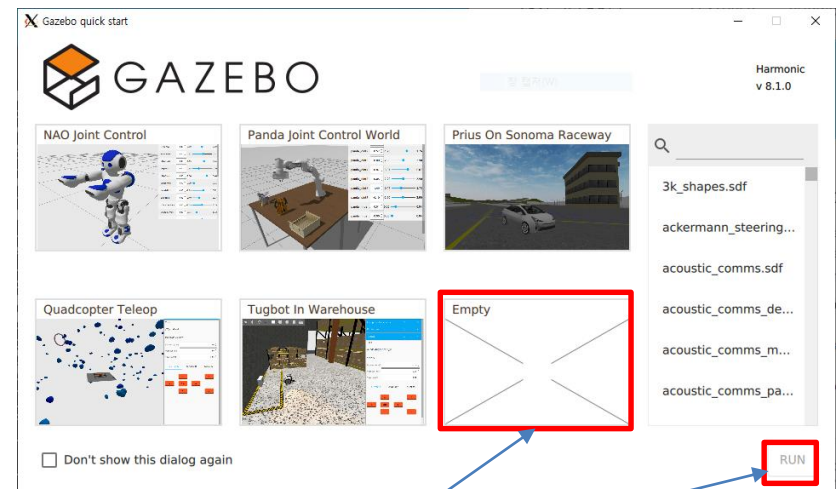 Gazebo quick start
GAZEBO
Harmonic
v 8.1.0
NAO Joint Control
Panda Joint Control World
Prius On Sonoma Raceway
3k_shapes.sdf
ackermann_steering...
acoustic_comms.sdf
Quadcopter Teleop
Tugbot In Warehouse
Empty
acoustic_comms_de...
acoustic_comms_m...
acoustic_comms_pa...
Don't show this dialog again
RUN